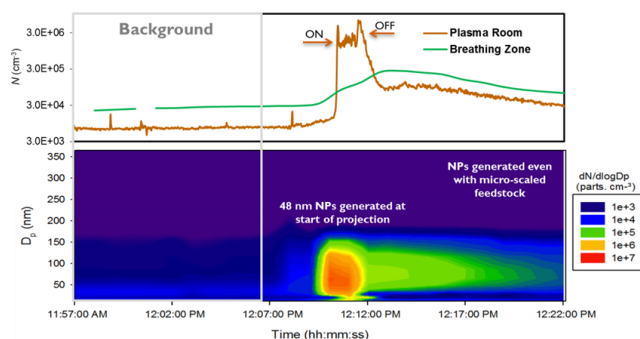 Background
ON
OFF
Plasma Room
Breathing Zone
N (cm⁻³)
3.0E+06
3.0E+05
3.0E+04
3.0E+03
350
300
250
200
150
100
50
Dp (nm)
48 nm NPs generated at
start of projection
NPs generated even
with micro-scaled
feedstock
dN/dlogDp
(parts. cm⁻³)
1e+3
1e+4
1e+5
1e+6
1e+7
11:57:00 AM
12:02:00 PM
12:07:00 PM
12:12:00 PM
12:17:00 PM
12:22:00 PM
Time (hh:mm:ss)